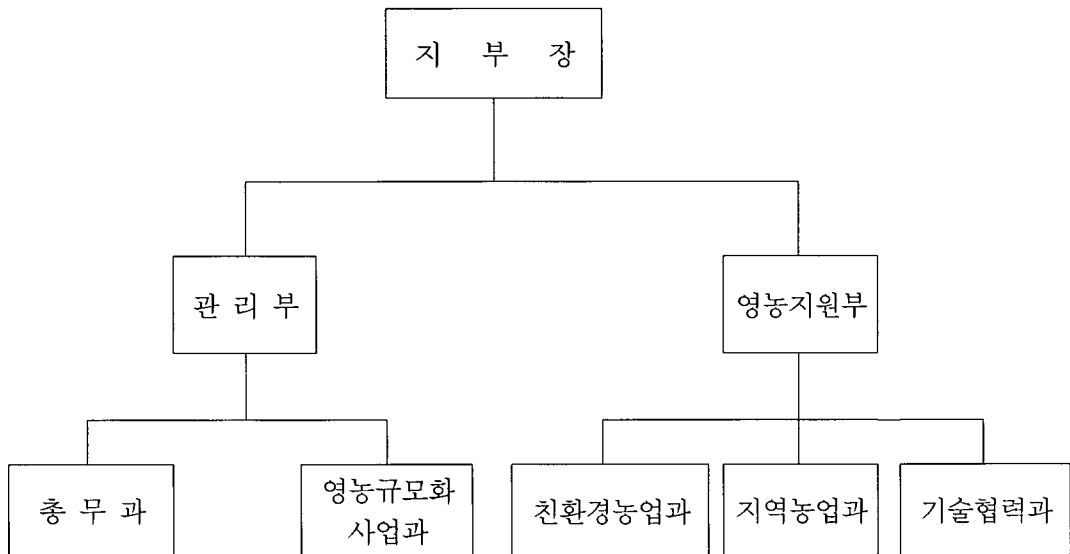 지 부 장
관 리 부
영농지원부
총 무 과
영농규모화
사업과
친환경농업과
지역농업과
기술협력과